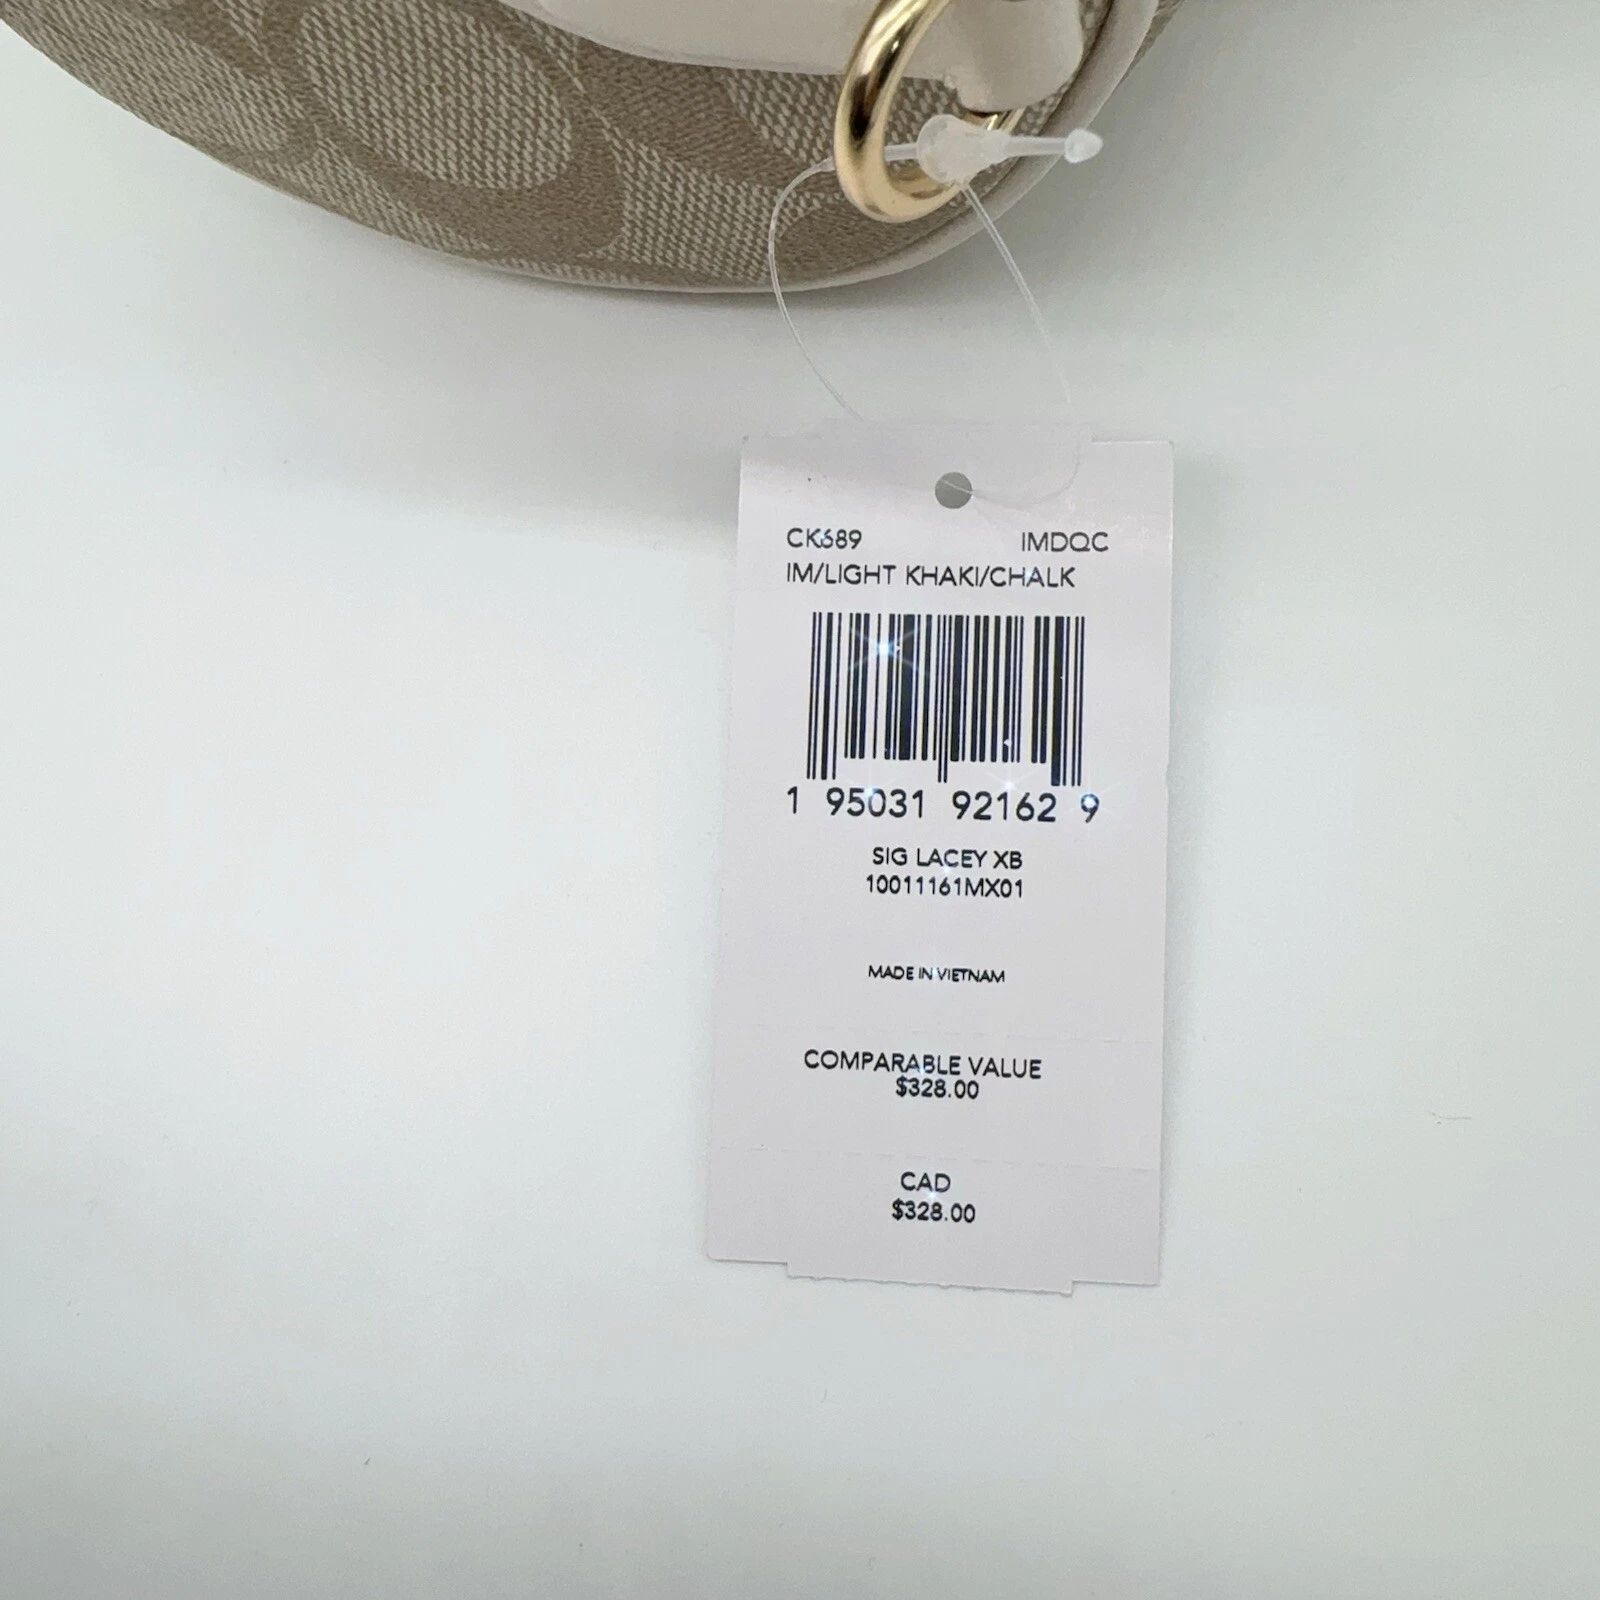 CK689 IMDQC
IM/LIGHT KHAKI/CHALK
1 95031 92162 9
SIG LACEY XB
10011161MX01
MADE IN VIETNAM
COMPARABLE VALUE
$328.00
CAD
$328.00